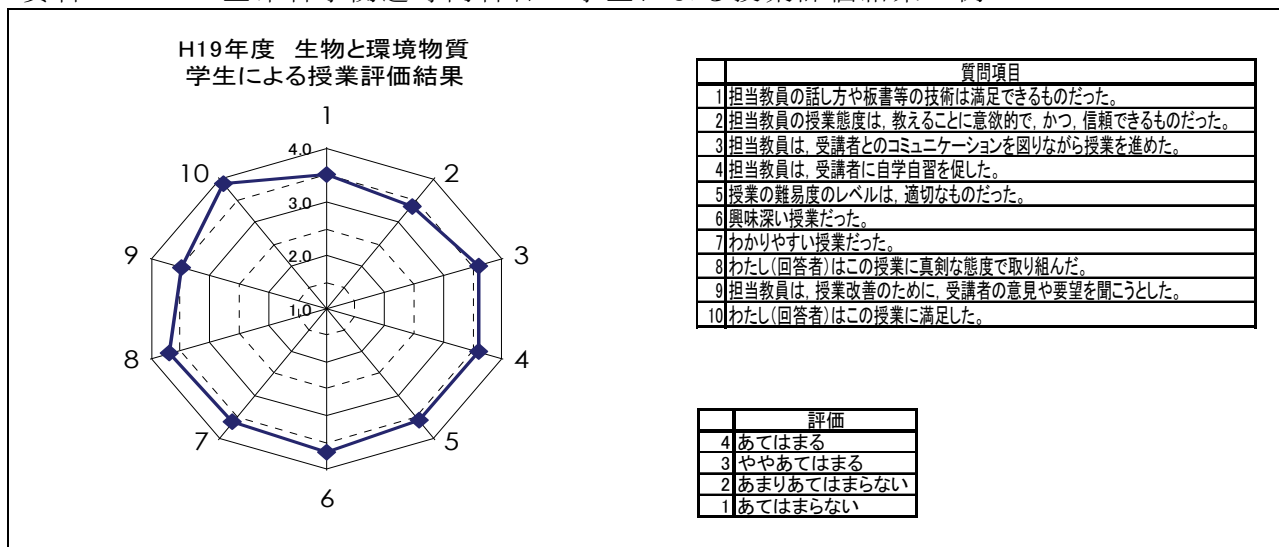 H19年度 生物と環境物質
学生による授業評価結果
1
2
3
4
5
6
7
8
9
10
4.0
3.0
2.0
1.0
質問項目
1 担当教員の話し方や板書等の技術は満足できるものだった。
2 担当教員の授業態度は，教えることに意欲的で，かつ，信頼できるものだった。
3 担当教員は，受講者とのコミュニケーションを図りながら授業を進めた。
4 担当教員は，受講者に自学自習を促した。
5 授業の難易度のレベルは，適切なものだった。
6 興味深い授業だった。
7 わかりやすい授業だった。
8 わたし（回答者）はこの授業に真剣な態度で取り組んだ。
9 担当教員は，授業改善のために，受講者の意見や要望を聞こうとした。
10 わたし（回答者）はこの授業に満足した。
評価
4 あてはまる
3 ややあてはまる
2 あまりあてはまらない
1 あてはまらない